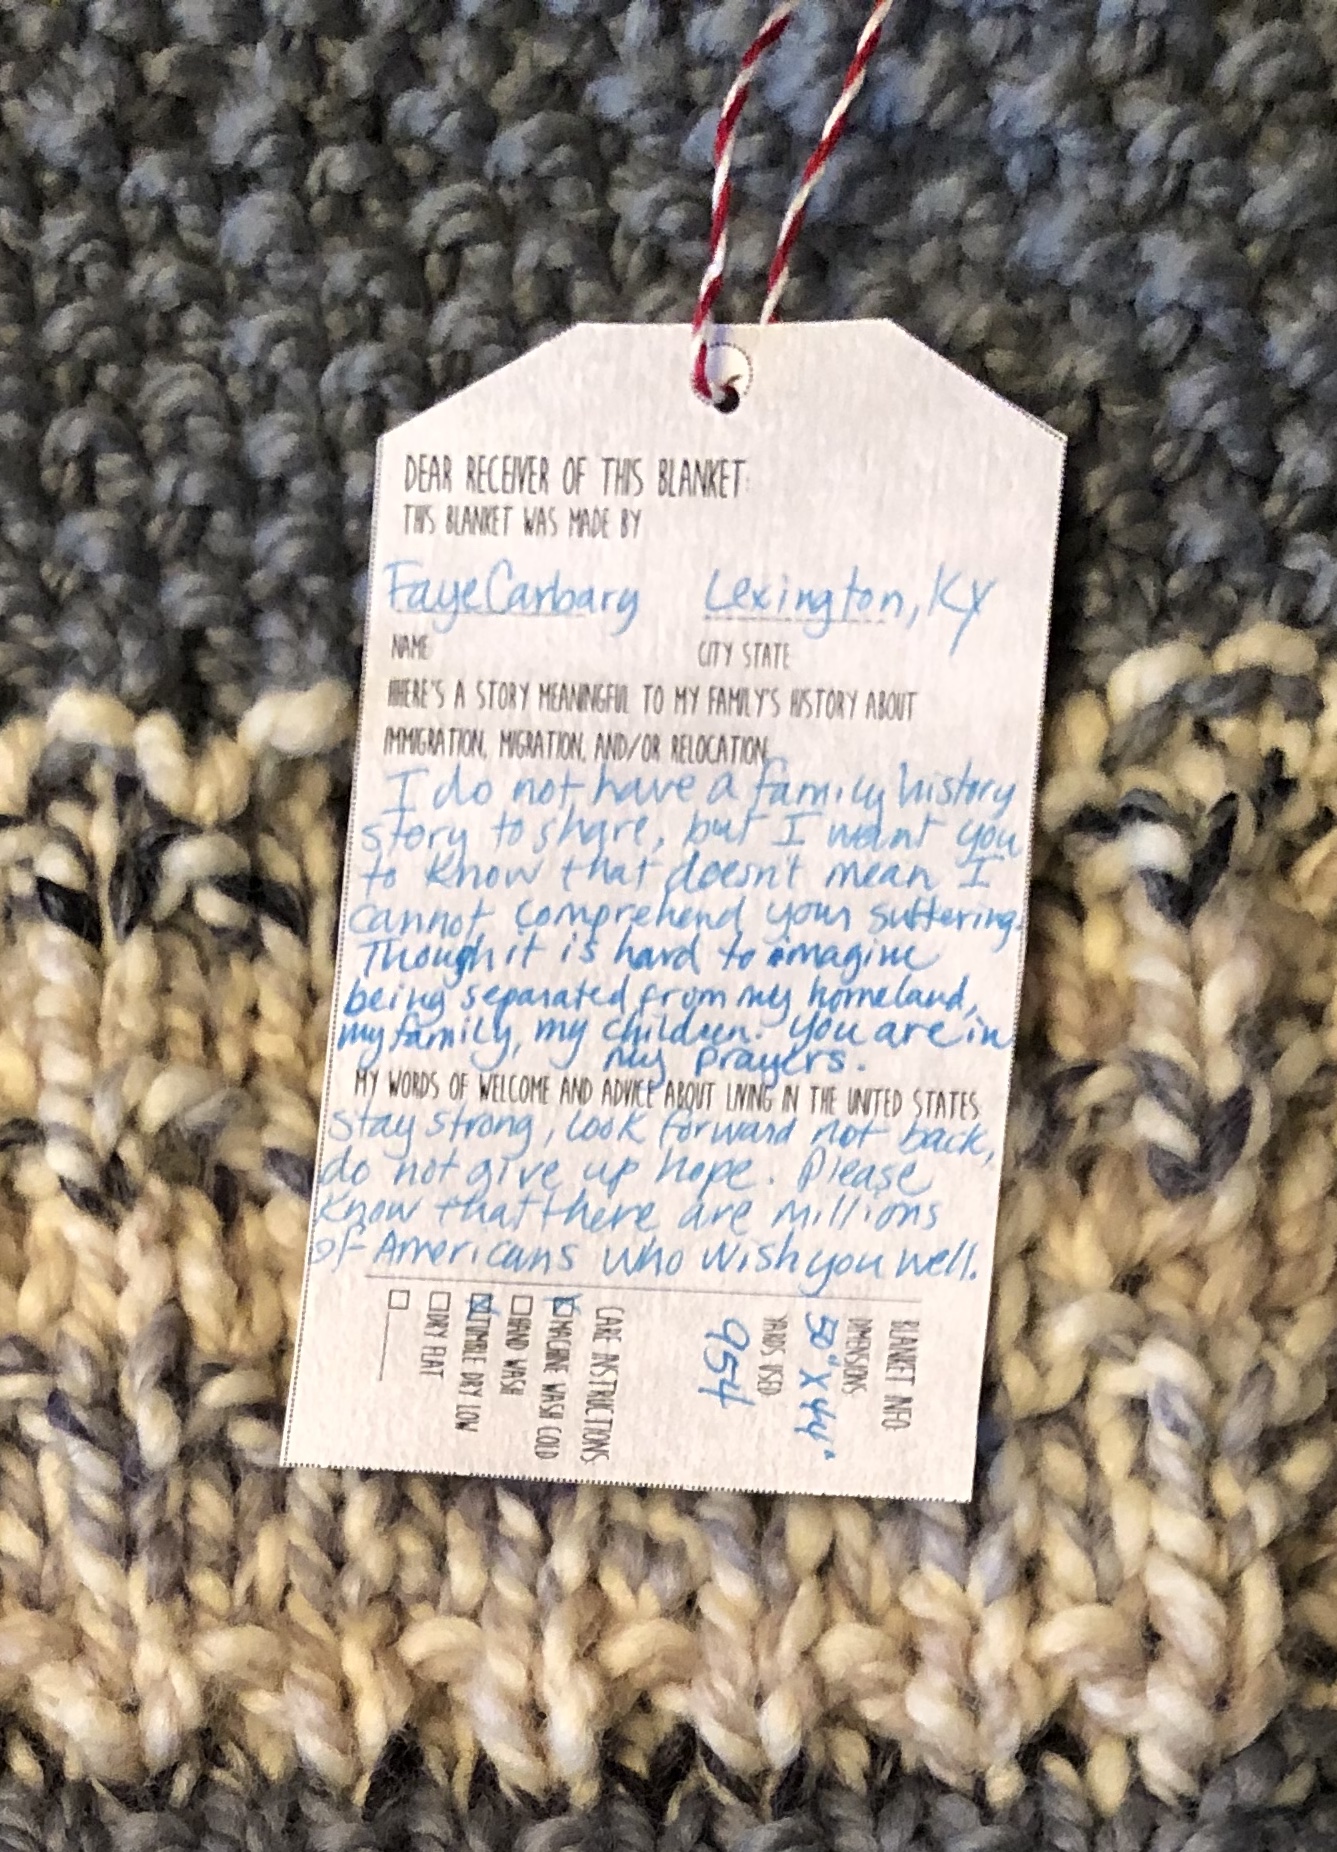 DEAR RECEIVER OF THIS BLANKET:
THIS BLANKET WAS MADE BY
Faye Carbary Lexington, KY
NAME CITY STATE
HERE'S A STORY MEANINGFUL TO MY FAMILY'S HISTORY ABOUT
IMMIGRATION, MIGRATION, AND/OR RELOCATION
I do not have a family history
story to share, but I want you
to know that doesn't mean I
cannot comprehend your suffering.
Though it is hard to imagine
being separated from my homeland,
my family, my children. You are in
my prayers.
MY WORDS OF WELCOME AND ADVICE ABOUT LIVING IN THE UNITED STATES
Stay strong, look forward not back,
do not give up hope. Please
know that there are millions
of Americans who wish you well.
BLANKET INFO:
DIMENSIONS
50" X 44"
YARDS USED
954
CARE INSTRUCTIONS
MACHINE WASH COLD
HAND WASH
TUMBLE DRY LOW
DRY FLAT